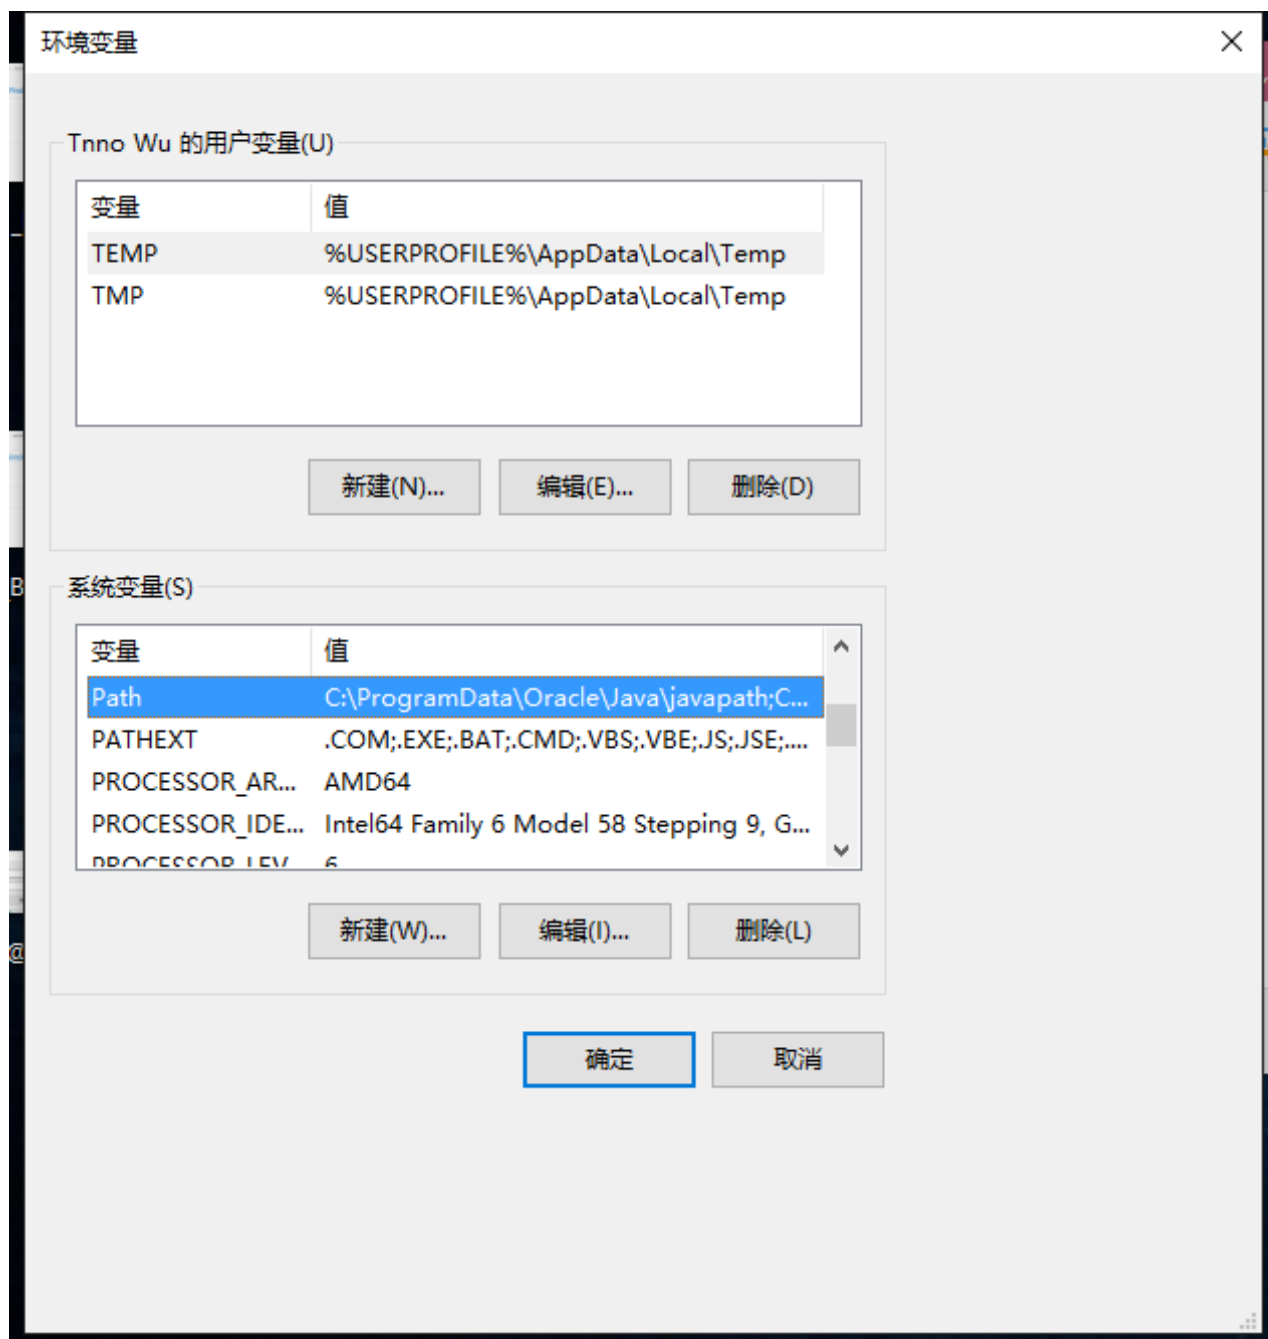 环境变量
Tnno Wu 的用户变量(U)
变量 值
TEMP %USERPROFILE%\AppData\Local\Temp
TMP %USERPROFILE%\AppData\Local\Temp
新建(N)... 编辑(E)... 删除(D)
系统变量(S)
变量 值
Path C:\ProgramData\Oracle\Java\javapath;C...
PATHEXT .COM;.EXE;.BAT;.CMD;.VBS;.VBE;.JS;.JSE;....
PROCESSOR_AR... AMD64
PROCESSOR_IDE... Intel64 Family 6 Model 58 Stepping 9, G...
PROCESSOR_LEV... 6
新建(W)... 编辑(I)... 删除(L)
确定 取消
B
@